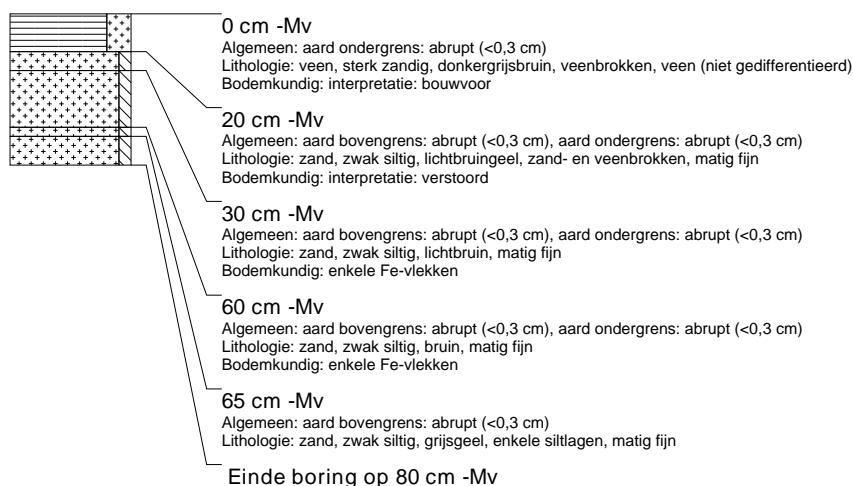 0 cm -Mv
Algemeen: aard ondergrens: abrupt (<0,3 cm)
Lithologie: veen, sterk zandig, donkergrijsbruin, veenbrokken, veen (niet gedifferentieerd)
Bodemkundig: interpretatie: bouwvoor
20 cm -Mv
Algemeen: aard bovengrens: abrupt (<0,3 cm), aard ondergrens: abrupt (<0,3 cm)
Lithologie: zand, zwak siltig, lichtbruingeel, zand- en veenbrokken, matig fijn
Bodemkundig: interpretatie: verstoord
30 cm -Mv
Algemeen: aard bovengrens: abrupt (<0,3 cm), aard ondergrens: abrupt (<0,3 cm)
Lithologie: zand, zwak siltig, lichtbruin, matig fijn
Bodemkundig: enkele Fe-vlekken
60 cm -Mv
Algemeen: aard bovengrens: abrupt (<0,3 cm), aard ondergrens: abrupt (<0,3 cm)
Lithologie: zand, zwak siltig, bruin, matig fijn
Bodemkundig: enkele Fe-vlekken
65 cm -Mv
Algemeen: aard bovengrens: abrupt (<0,3 cm)
Lithologie: zand, zwak siltig, grijsgeel, enkele siltlagen, matig fijn
Einde boring op 80 cm -Mv